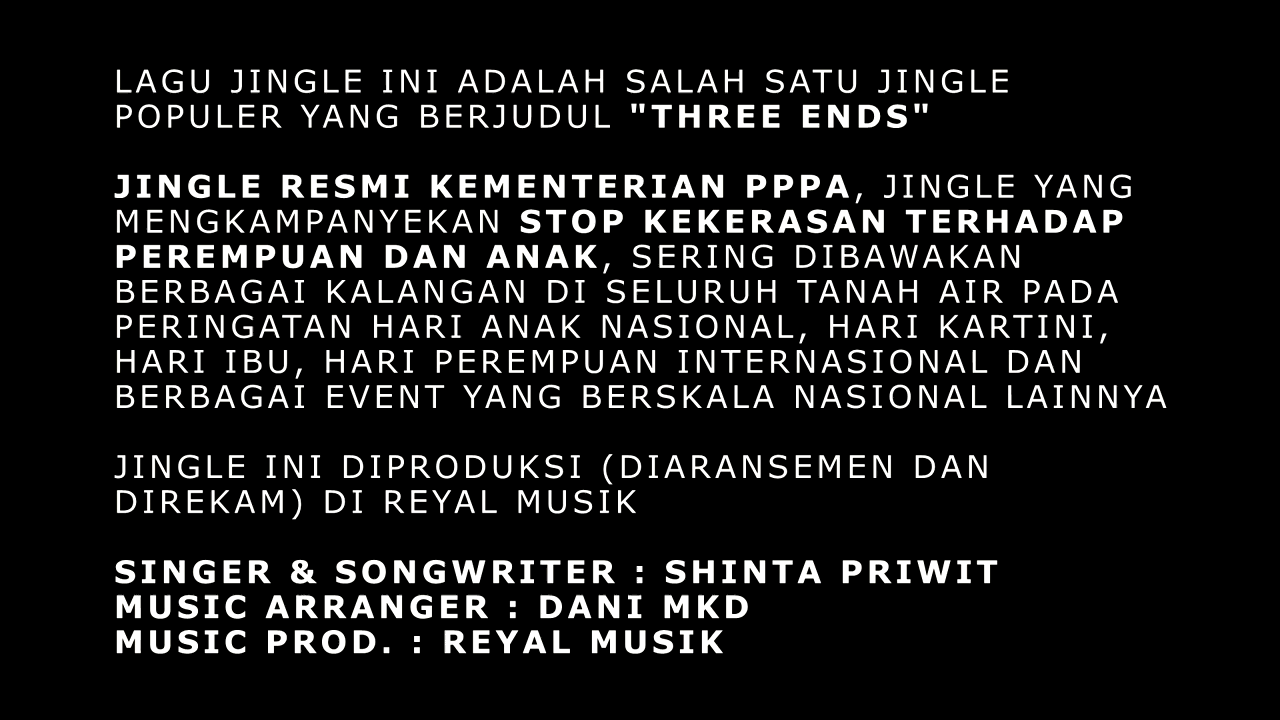 LAGU JINGLE INI ADALAH SALAH SATU JINGLE
POPULER YANG BERJUDUL "THREE ENDS"
JINGLE RESMI KEMENTERIAN PPPA, JINGLE YANG
MENGKAMPANYEKAN STOP KEKERASAN TERHADAP
PEREMPUAN DAN ANAK, SERING DIBAWAKAN
BERBAGAI KALANGAN DI SELURUH TANAH AIR PADA
PERINGATAN HARI ANAK NASIONAL, HARI KARTINI,
HARI IBU, HARI PEREMPUAN INTERNASIONAL DAN
BERBAGAI EVENT YANG BERSKALA NASIONAL LAINNYA
JINGLE INI DIPRODUKSI (DIARANSEMEN DAN
DIREKAM) DI REYAL MUSIK
SINGER & SONGWRITER : SHINTA PRIWIT
MUSIC ARRANGER : DANI MKD
MUSIC PROD. : REYAL MUSIK